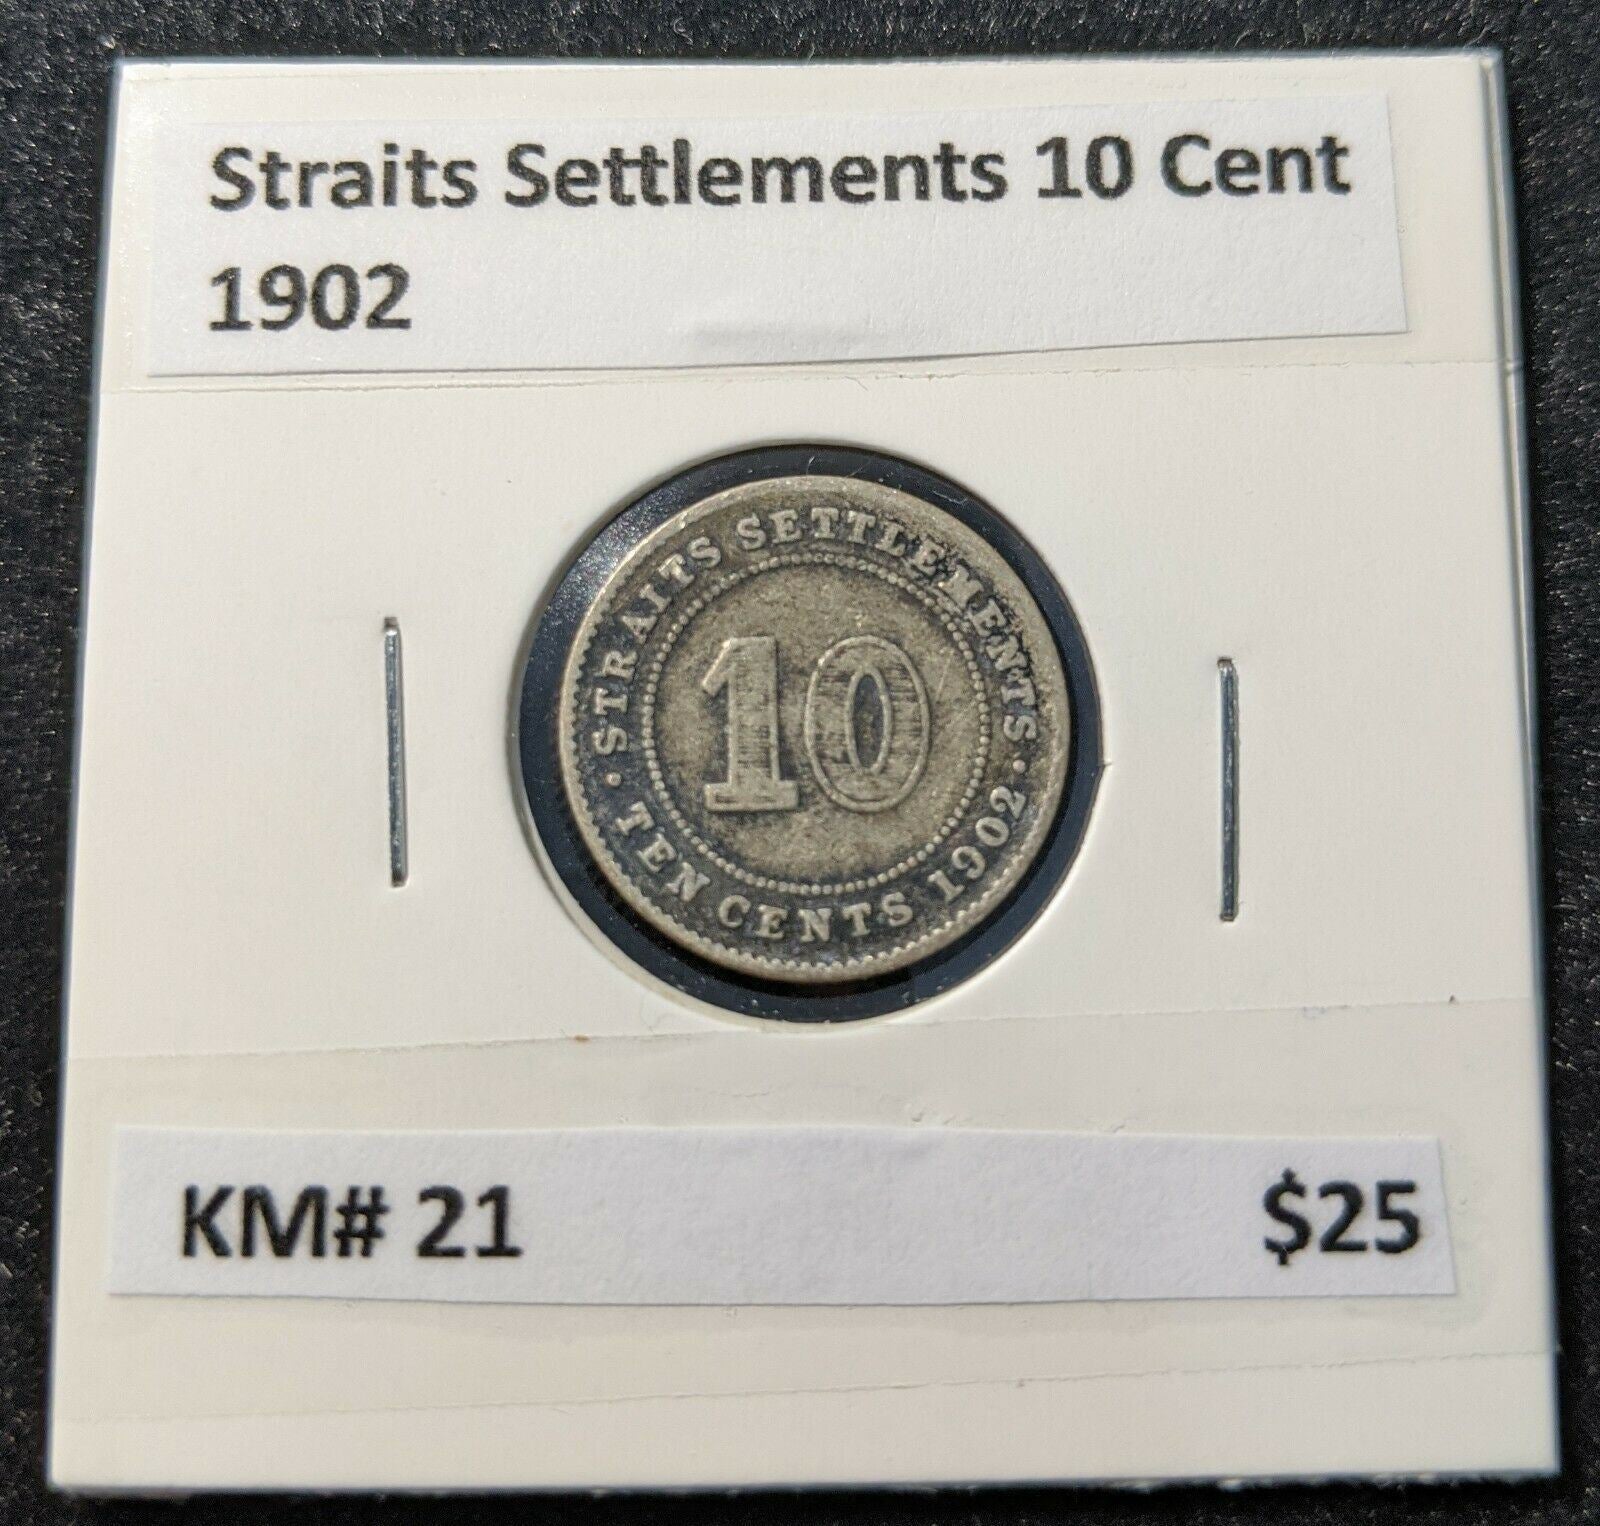 Straits Settlements 10 Cent
1902
· STRAITS SETTLEMENTS ·
10
TEN CENTS 1902
KM# 21 $25